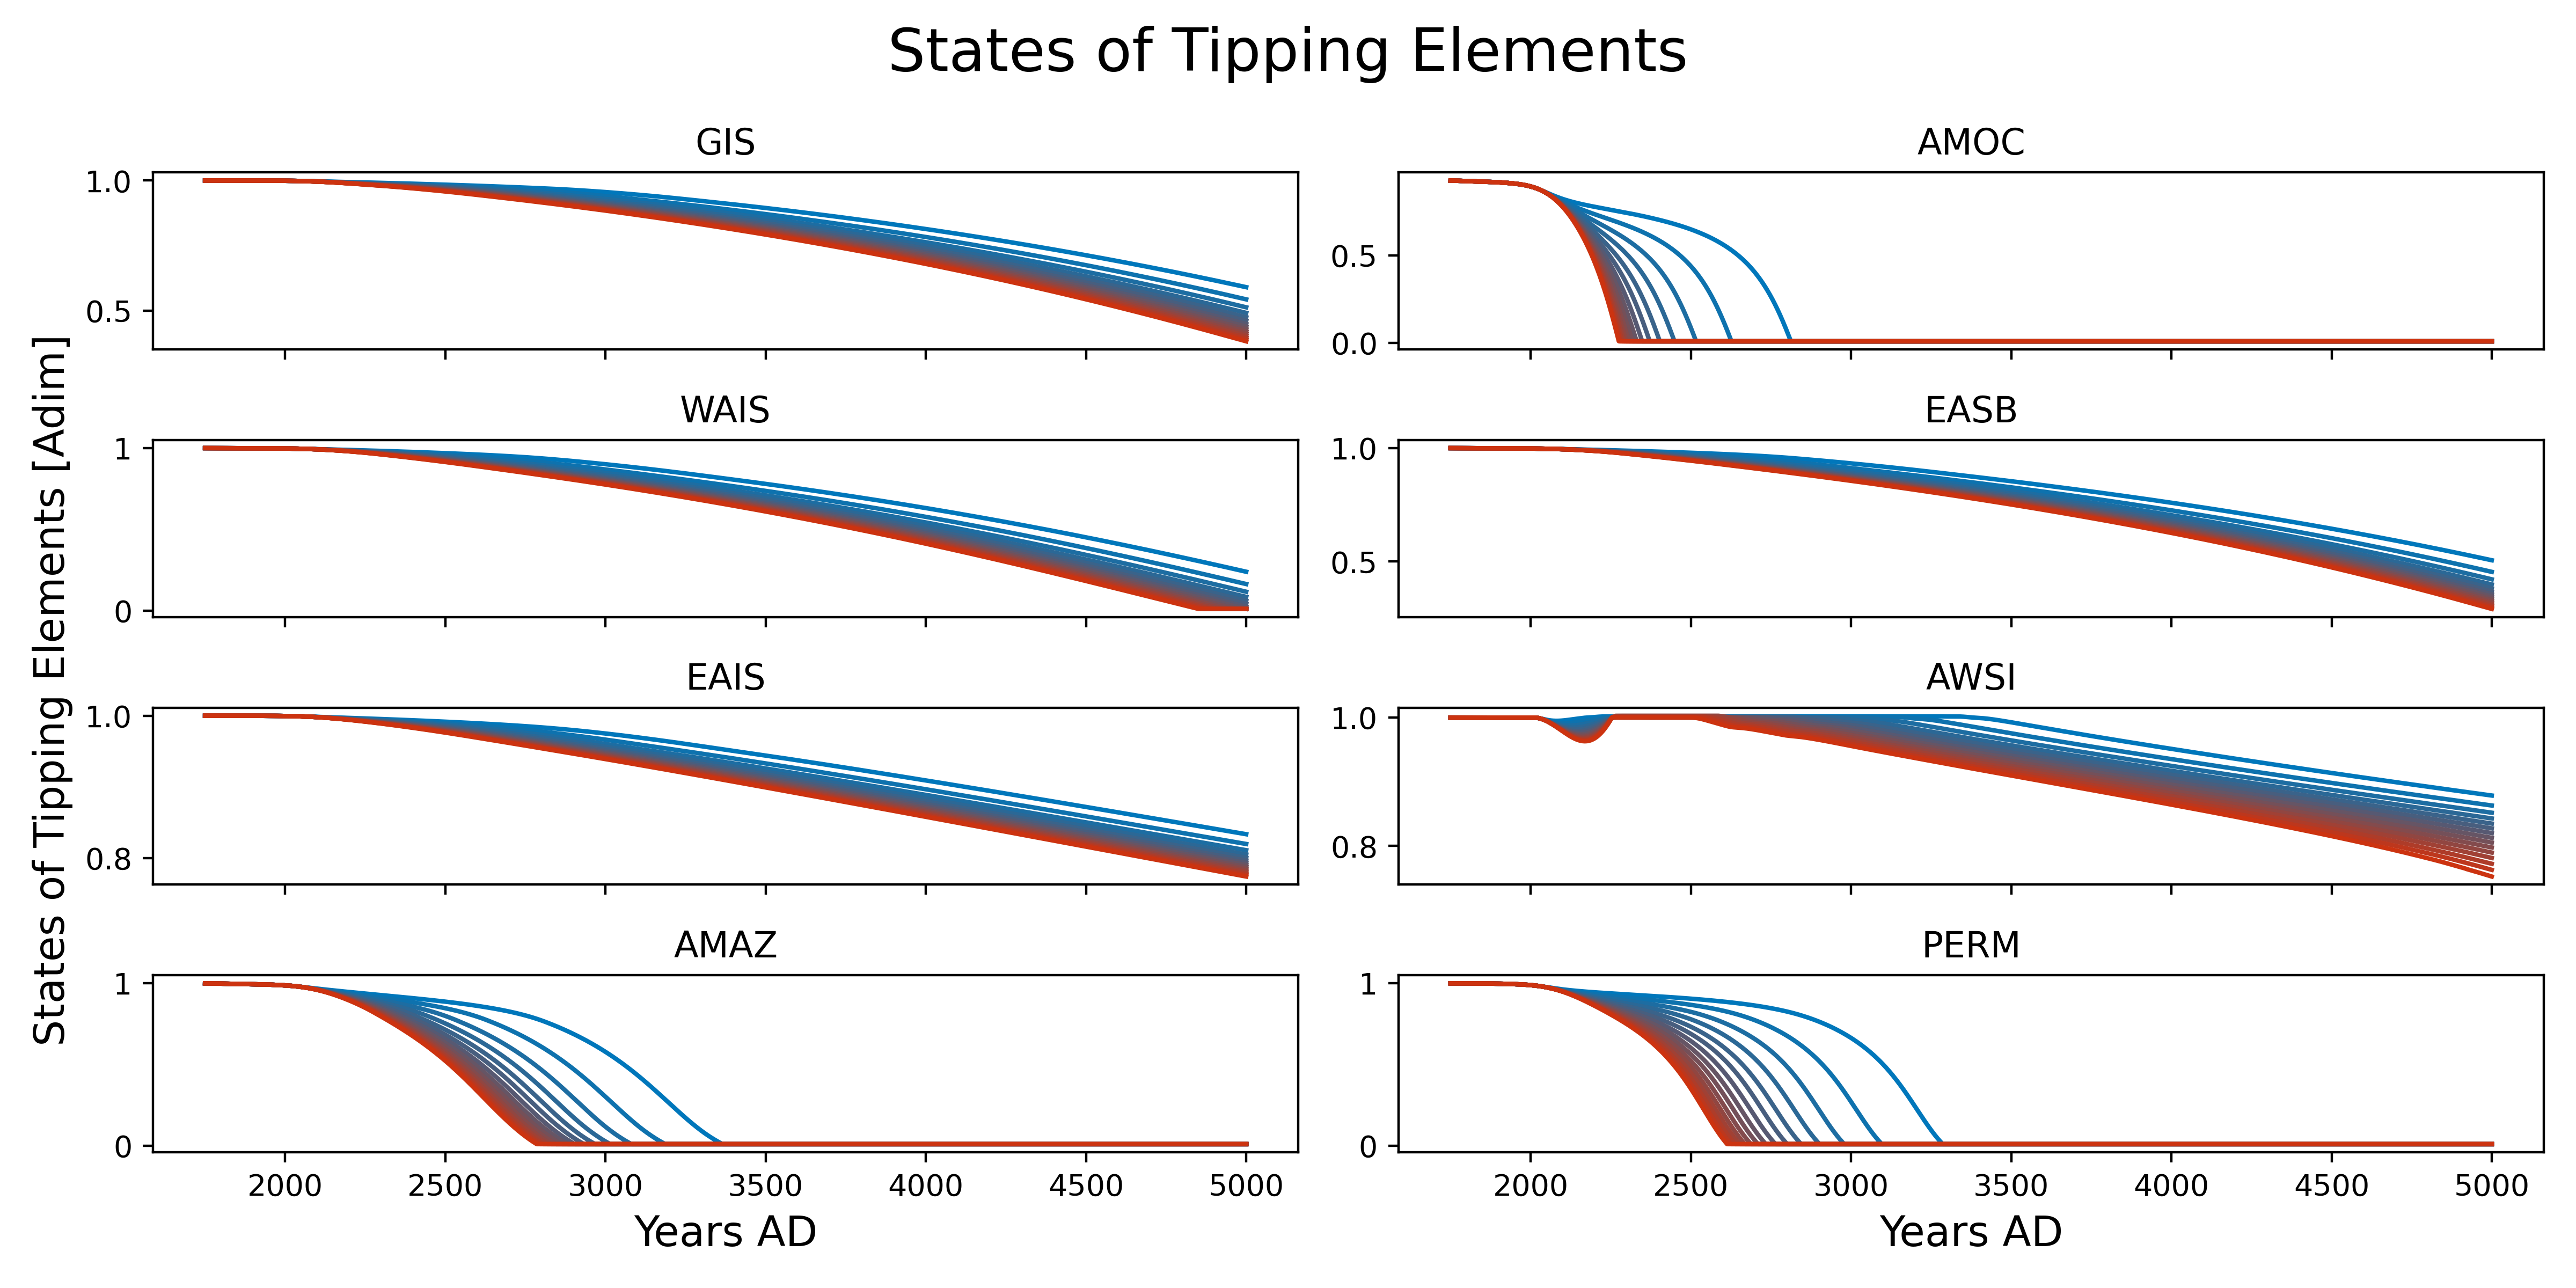 States of Tipping Elements
GIS
1.0
0.5
AMOC
0.5
0.0
WAIS
1
0
EASB
1.0
0.5
EAIS
1.0
0.8
AWSI
1.0
0.8
AMAZ
1
0
2000 2500 3000 3500 4000 4500 5000
Years AD
PERM
1
0
2000 2500 3000 3500 4000 4500 5000
Years AD
States of Tipping Elements [Adim]